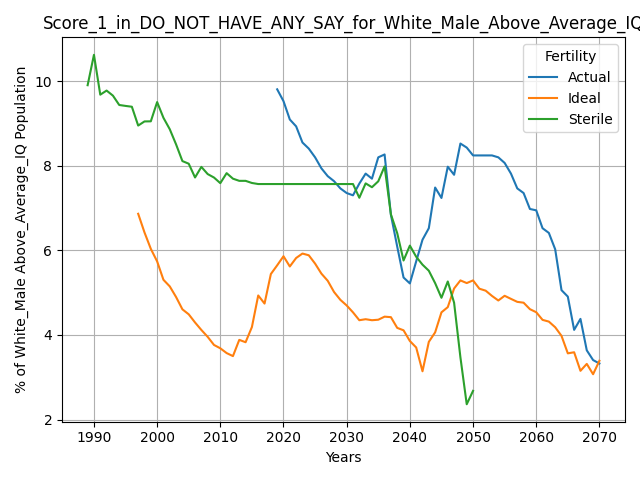 Score_1_in_DO_NOT_HAVE_ANY_SAY_for_White_Male_Above_Average_IQ
% of White_Male Above_Average_IQ Population
10
8
6
4
2
Fertility
Actual
Ideal
Sterile
1990 2000 2010 2020 2030 2040 2050 2060 2070
Years